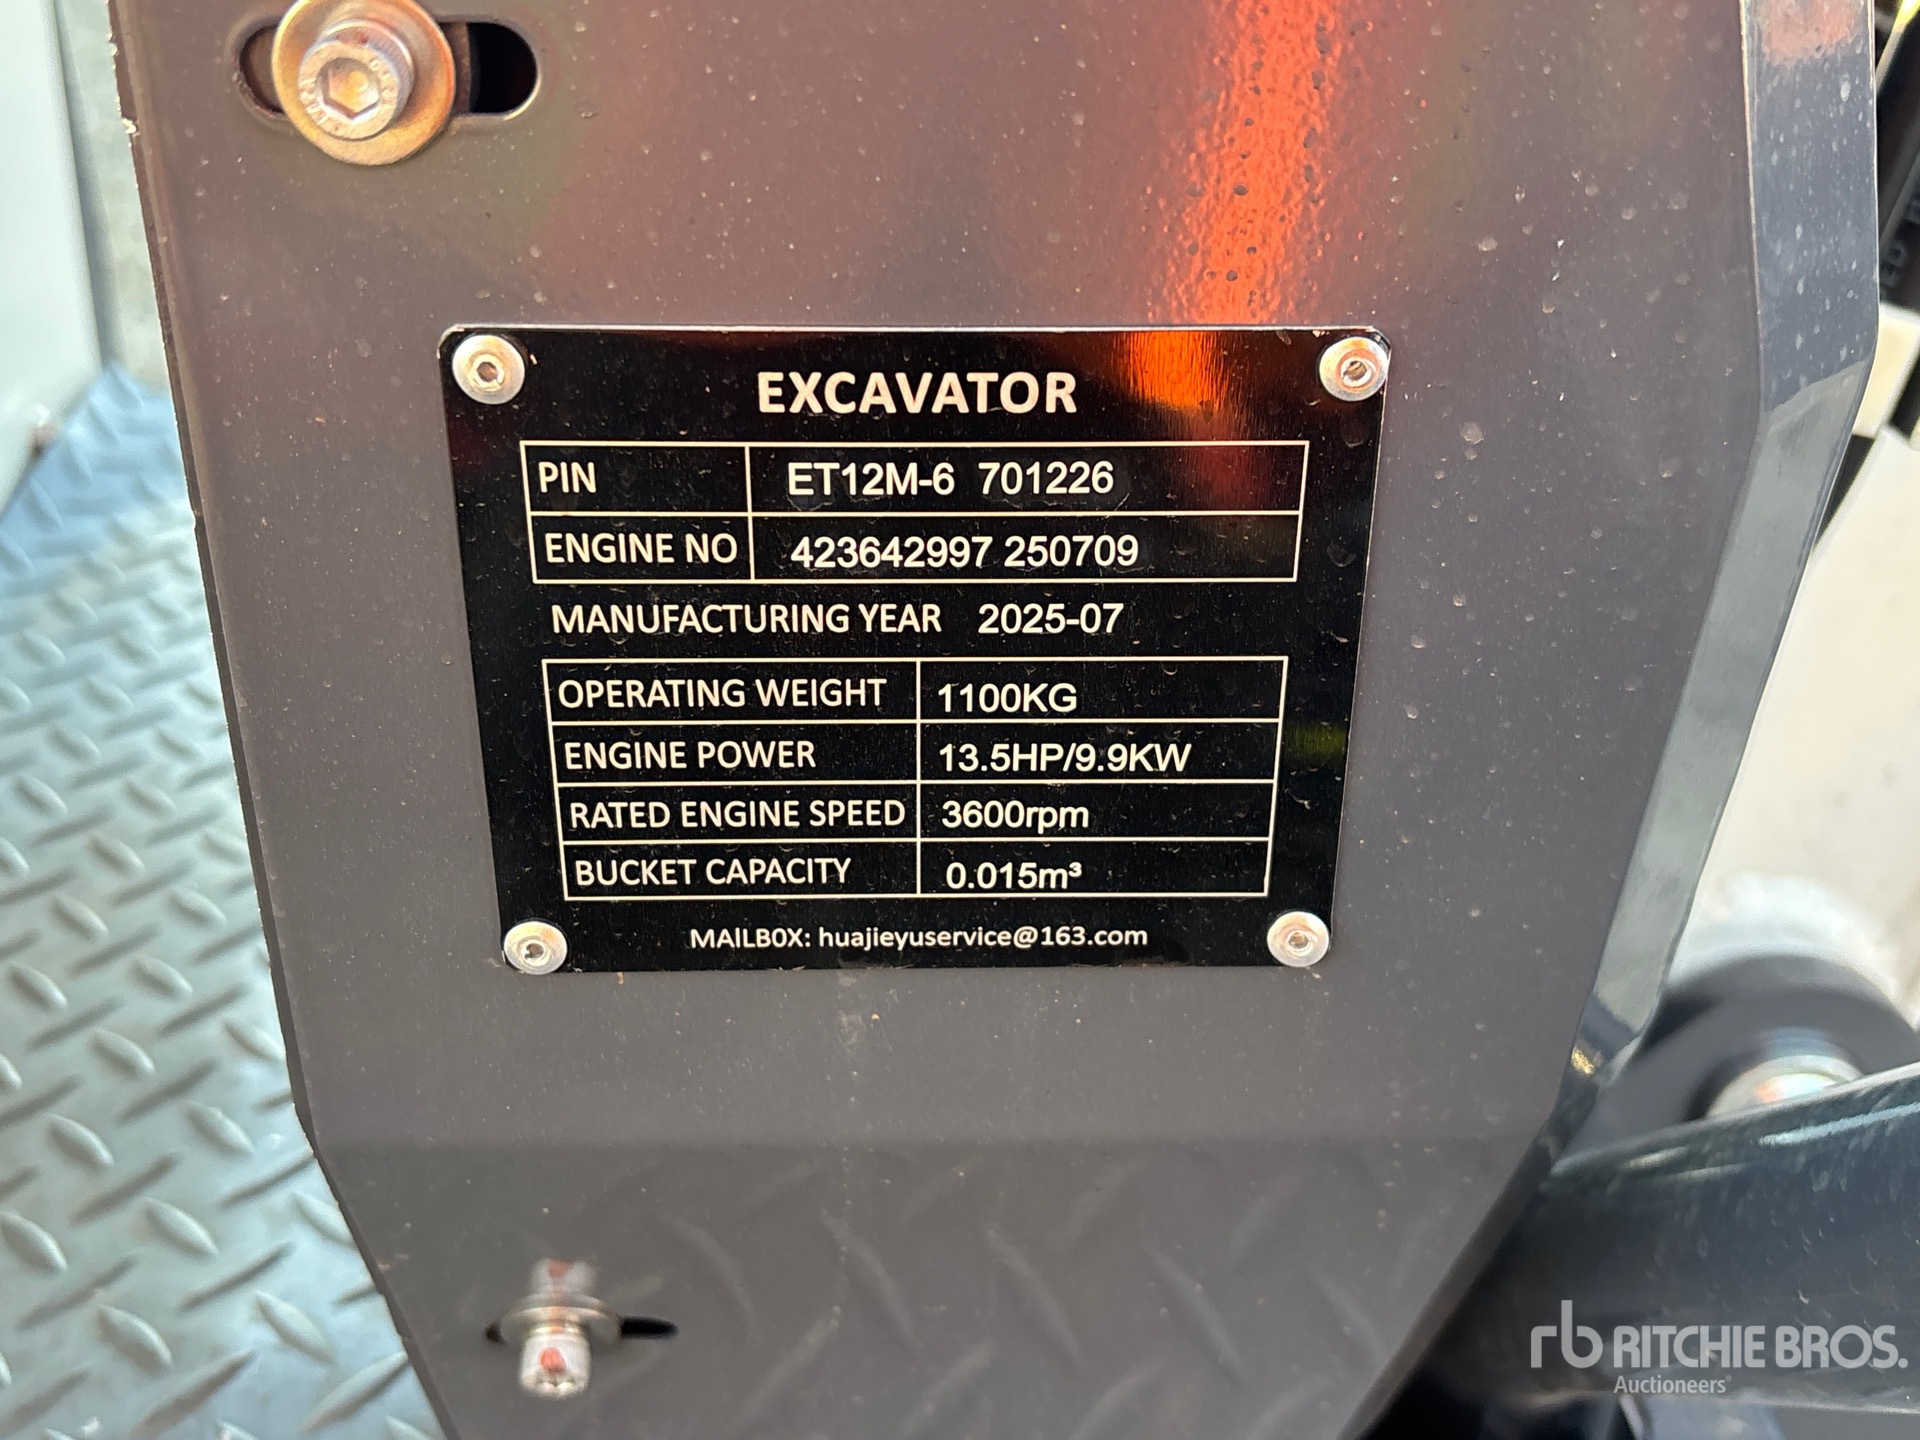 EXCAVATOR
PIN ET12M-6 701226
ENGINE NO 423642997 250709
MANUFACTURING YEAR 2025-07
OPERATING WEIGHT 1100KG
ENGINE POWER 13.5HP/9.9KW
RATED ENGINE SPEED 3600rpm
BUCKET CAPACITY 0.015m³
MAILBOX: huajieyuservice@163.com
rb RITCHIE BROS.
Auctioneers